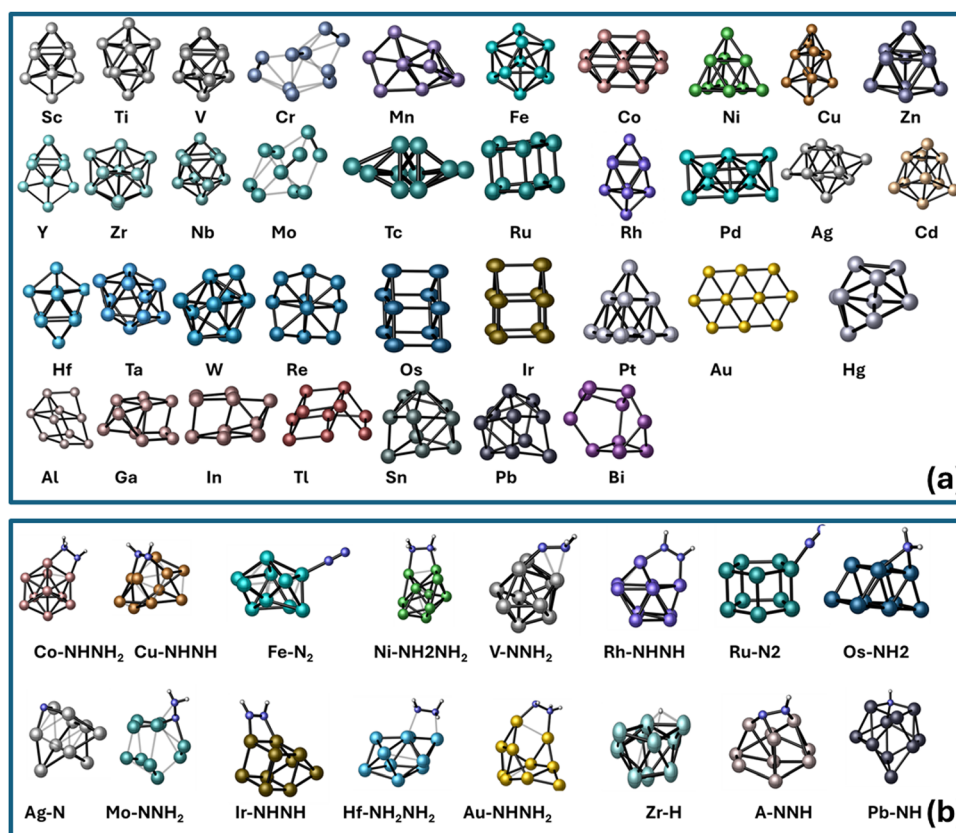 Sc Ti V Cr Mn Fe Co Ni Cu Zn
Y Zr Nb Mo Tc Ru Rh Pd Ag Cd
Hf Ta W Re Os Ir Pt Au Hg
Al Ga In Tl Sn Pb Bi
(a)
Co-NHNH₂ Cu-NHNH Fe-N₂ Ni-NH2NH₂ V-NNH₂ Rh-NHNH Ru-N2 Os-NH2
Ag-N Mo-NNH₂ Ir-NHNH Hf-NH₂NH₂ Au-NHNH₂ Zr-H A-NNH Pb-NH
(b